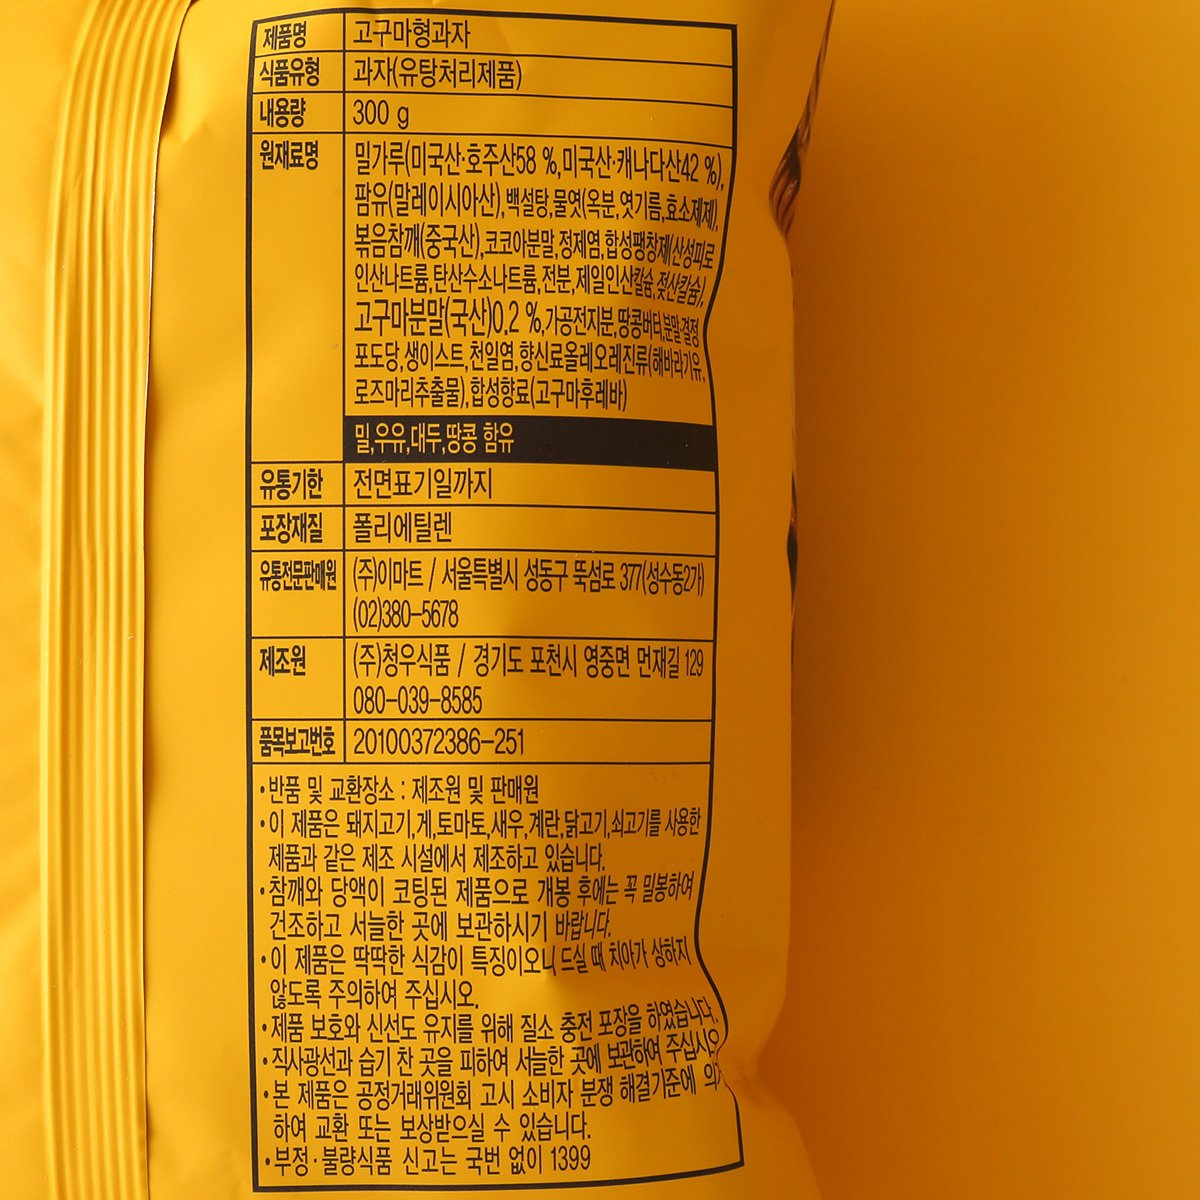 제품명 고구마형과자
식품유형 과자(유탕처리제품)
내용량 300 g
원재료명 밀가루(미국산·호주산58 %,미국산·캐나다산42 %),
팜유(말레이시아산),백설탕,물엿(옥분,엿기름,효소제제),
볶음참깨(중국산),코코아분말,정제염,합성팽창제(산성피로
인산나트륨,탄산수소나트륨,전분,제일인산칼슘,젖산칼슘),
고구마분말(국산)0.2 %,가공전지분,땅콩버터,분말결정
포도당,생이스트,천일염,향신료올레오레진류(해바라기유,
로즈마리추출물),합성향료(고구마후레바)
밀,우유,대두,땅콩 함유
유통기한 전면표기일까지
포장재질 폴리에틸렌
유통전문판매원 (주)이마트 / 서울특별시 성동구 뚝섬로 377(성수동2가)
(02)380-5678
제조원 (주)청우식품 / 경기도 포천시 영중면 먼재길 129
080-039-8585
품목보고번호 20100372386-251
•반품 및 교환장소 : 제조원 및 판매원
•이 제품은 돼지고기,게,토마토,새우,계란,닭고기,쇠고기를 사용한
제품과 같은 제조 시설에서 제조하고 있습니다.
•참깨와 당액이 코팅된 제품으로 개봉 후에는 꼭 밀봉하여
건조하고 서늘한 곳에 보관하시기 바랍니다.
•이 제품은 딱딱한 식감이 특징이오니 드실 때 치아가 상하지
않도록 주의하여 주십시오.
•제품 보호와 신선도 유지를 위해 질소 충전 포장을 하였습니다.
•직사광선과 습기 찬 곳을 피하여 서늘한 곳에 보관하여 주십시오
•본 제품은 공정거래위원회 고시 소비자 분쟁 해결기준에 의거
하여 교환 또는 보상받으실 수 있습니다.
•부정·불량식품 신고는 국번 없이 1399